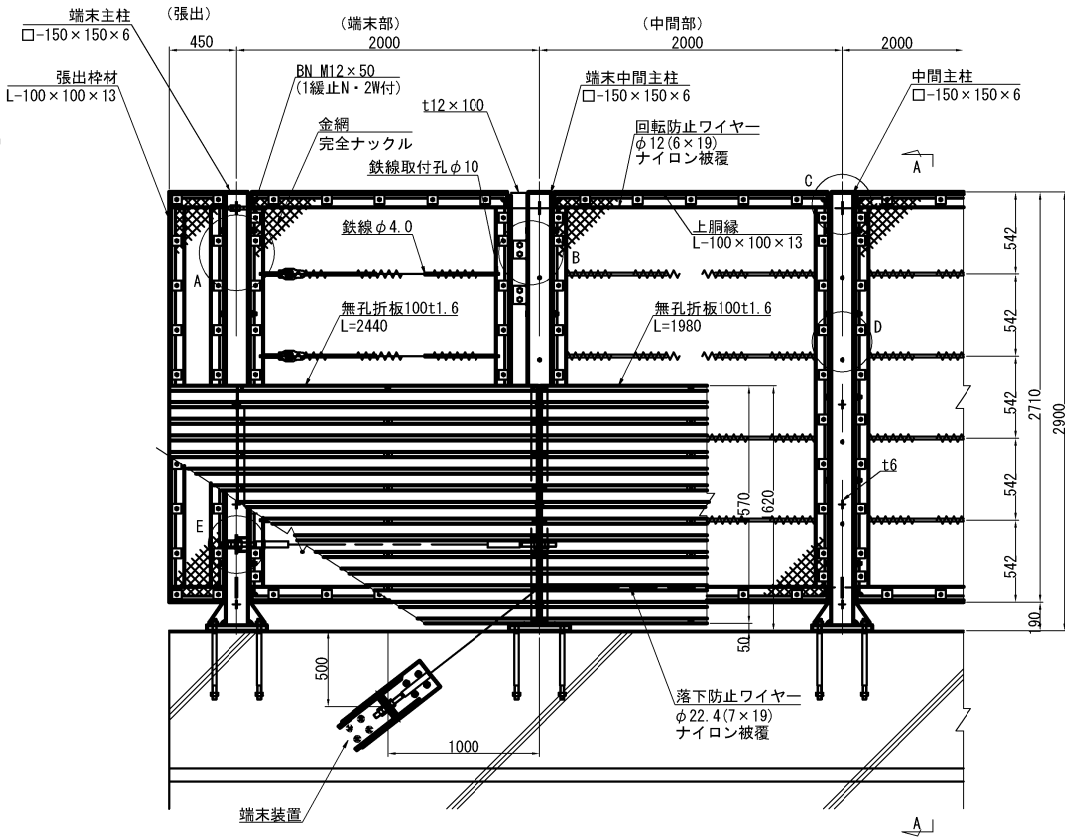 端末主柱
□-150×150×6
(張出)
(端末部)
(中間部)
450
2000
2000
2000
張出枠材
L-100×100×13
BN M12×50
(1緩止N・2W付)
t12×100
端末中間主柱
□-150×150×6
中間主柱
□-150×150×6
金網
完全ナックル
回転防止ワイヤー
φ12(6×19)
ナイロン被覆
鉄線取付孔φ10
A
C
鉄線φ4.0
上胴縁
L-100×100×13
542
A
B
無孔折板100t1.6
L=2440
無孔折板100t1.6
L=1980
D
542
542
2710
2900
t6
542
570
1620
E
542
190
50
500
落下防止ワイヤー
φ22.4(7×19)
ナイロン被覆
1000
端末装置
A